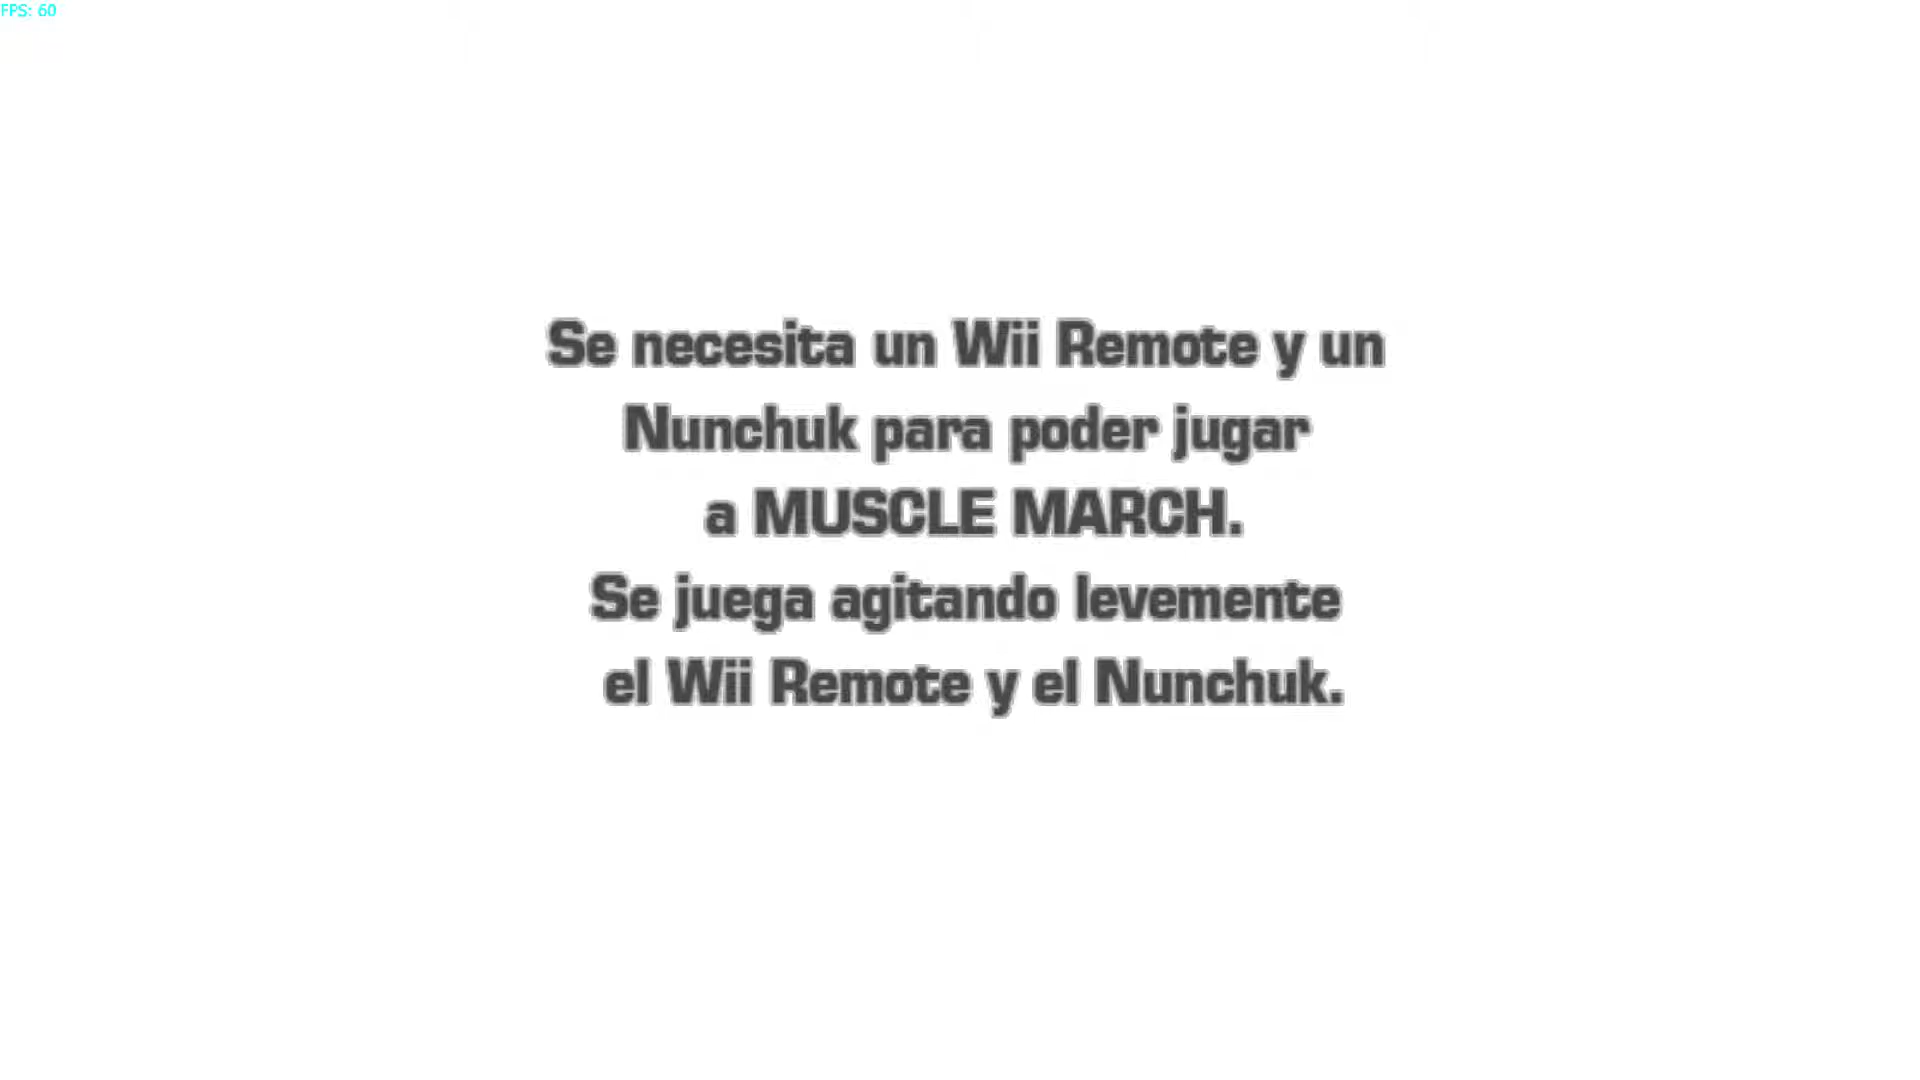 FPS: 60
Se necesita un Wii Remote y un
Nunchuk para poder jugar
a MUSCLE MARCH.
Se juega agitando levemente
el Wii Remote y el Nunchuk.